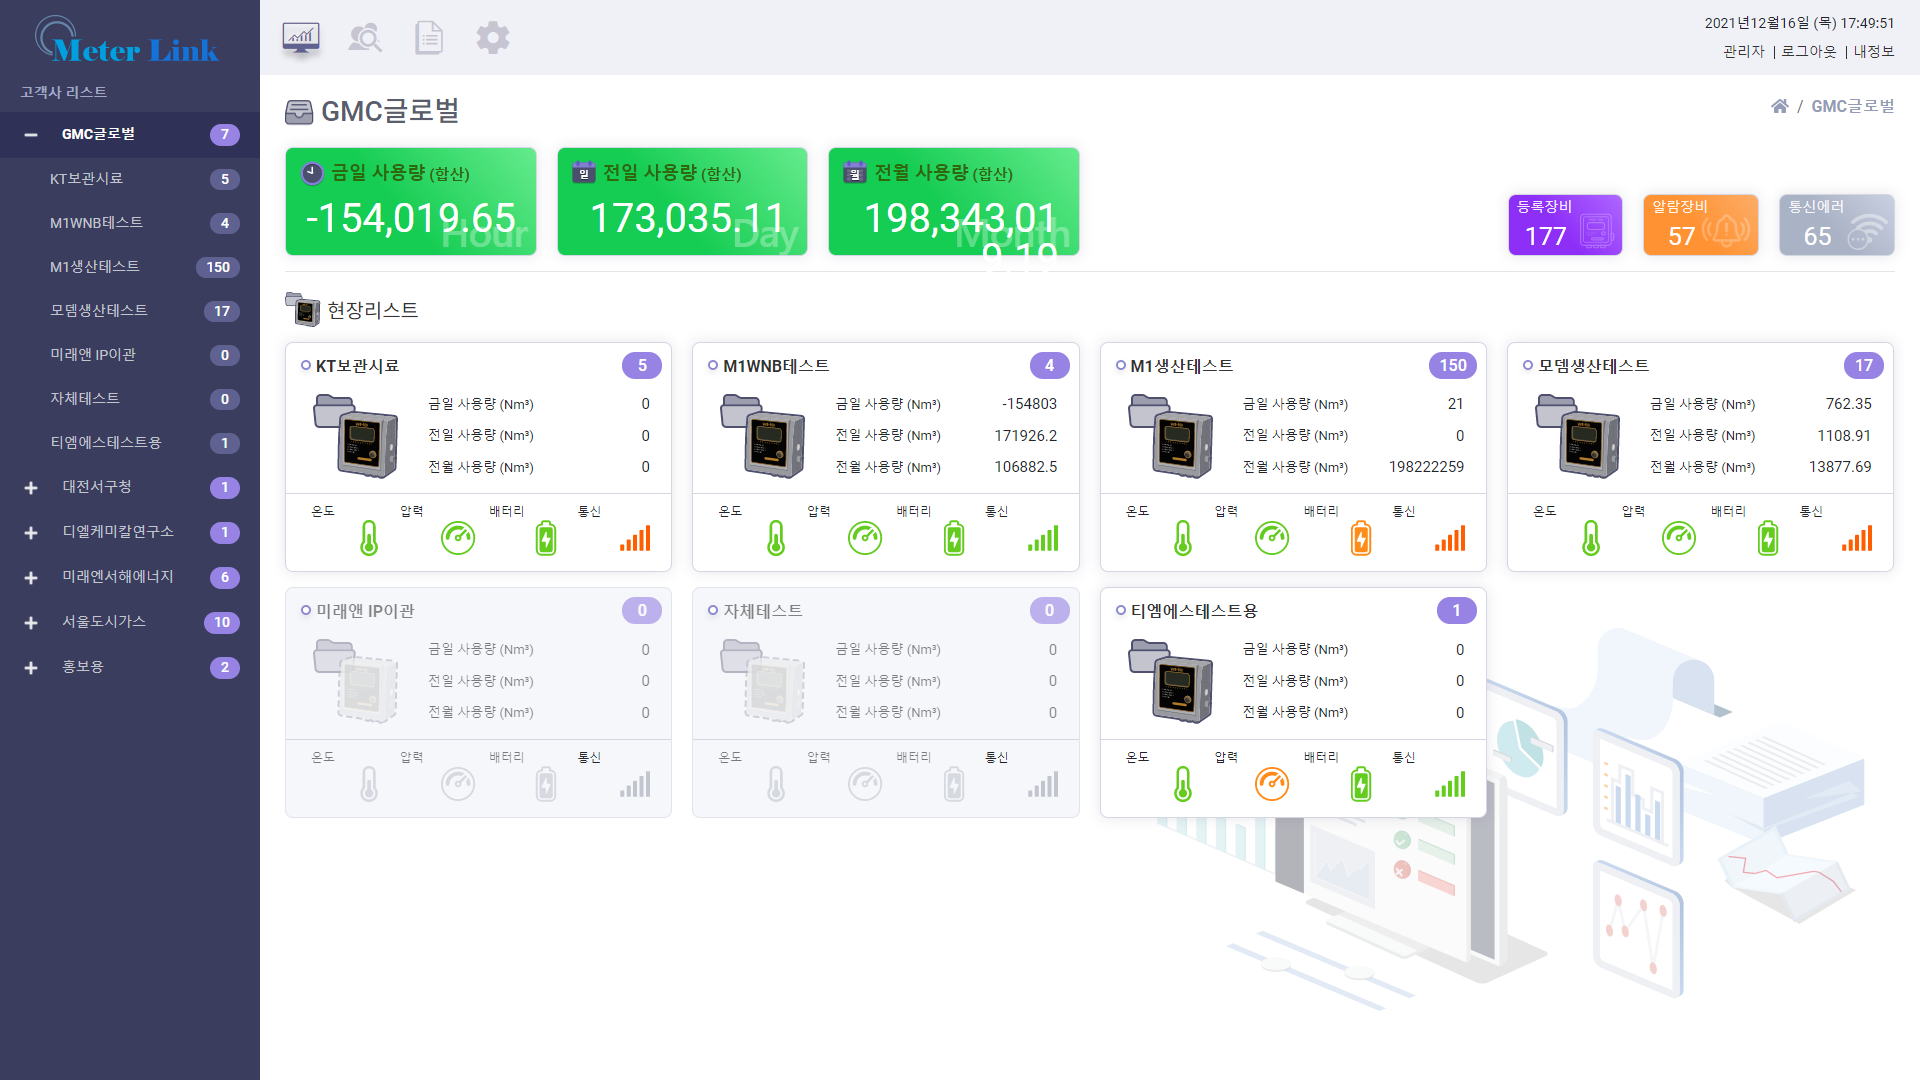 Meter Link
고객사 리스트
GMC글로벌 7
KT보관시료 5
M1WNB테스트 4
M1생산테스트 150
모뎀생산테스트 17
미래앤 IP이관 0
자체테스트 0
티엠에스테스트용 1
대전서구청 1
디엘케미칼연구소 1
미래엔서해에너지 6
서울도시가스 10
홍보용 2
2021년12월16일 (목) 17:49:51
관리자 | 로그아웃 | 내정보
GMC글로벌
/ GMC글로벌
금일 사용량 (합산)
-154,019.65
Hour
일 전일 사용량 (합산)
173,035.11
Day
월 전월 사용량 (합산)
198,343,01
9.19
Month
등록장비
177
알람장비
57
통신에러
65
현장리스트
KT보관시료 5
금일 사용량 (Nm³) 0
전일 사용량 (Nm³) 0
전월 사용량 (Nm³) 0
온도 압력 배터리 통신
M1WNB테스트 4
금일 사용량 (Nm³) -154803
전일 사용량 (Nm³) 171926.2
전월 사용량 (Nm³) 106882.5
온도 압력 배터리 통신
M1생산테스트 150
금일 사용량 (Nm³) 21
전일 사용량 (Nm³) 0
전월 사용량 (Nm³) 198222259
온도 압력 배터리 통신
모뎀생산테스트 17
금일 사용량 (Nm³) 762.35
전일 사용량 (Nm³) 1108.91
전월 사용량 (Nm³) 13877.69
온도 압력 배터리 통신
미래앤 IP이관 0
금일 사용량 (Nm³) 0
전일 사용량 (Nm³) 0
전월 사용량 (Nm³) 0
온도 압력 배터리 통신
자체테스트 0
금일 사용량 (Nm³) 0
전일 사용량 (Nm³) 0
전월 사용량 (Nm³) 0
온도 압력 배터리 통신
티엠에스테스트용 1
금일 사용량 (Nm³) 0
전일 사용량 (Nm³) 0
전월 사용량 (Nm³) 0
온도 압력 배터리 통신